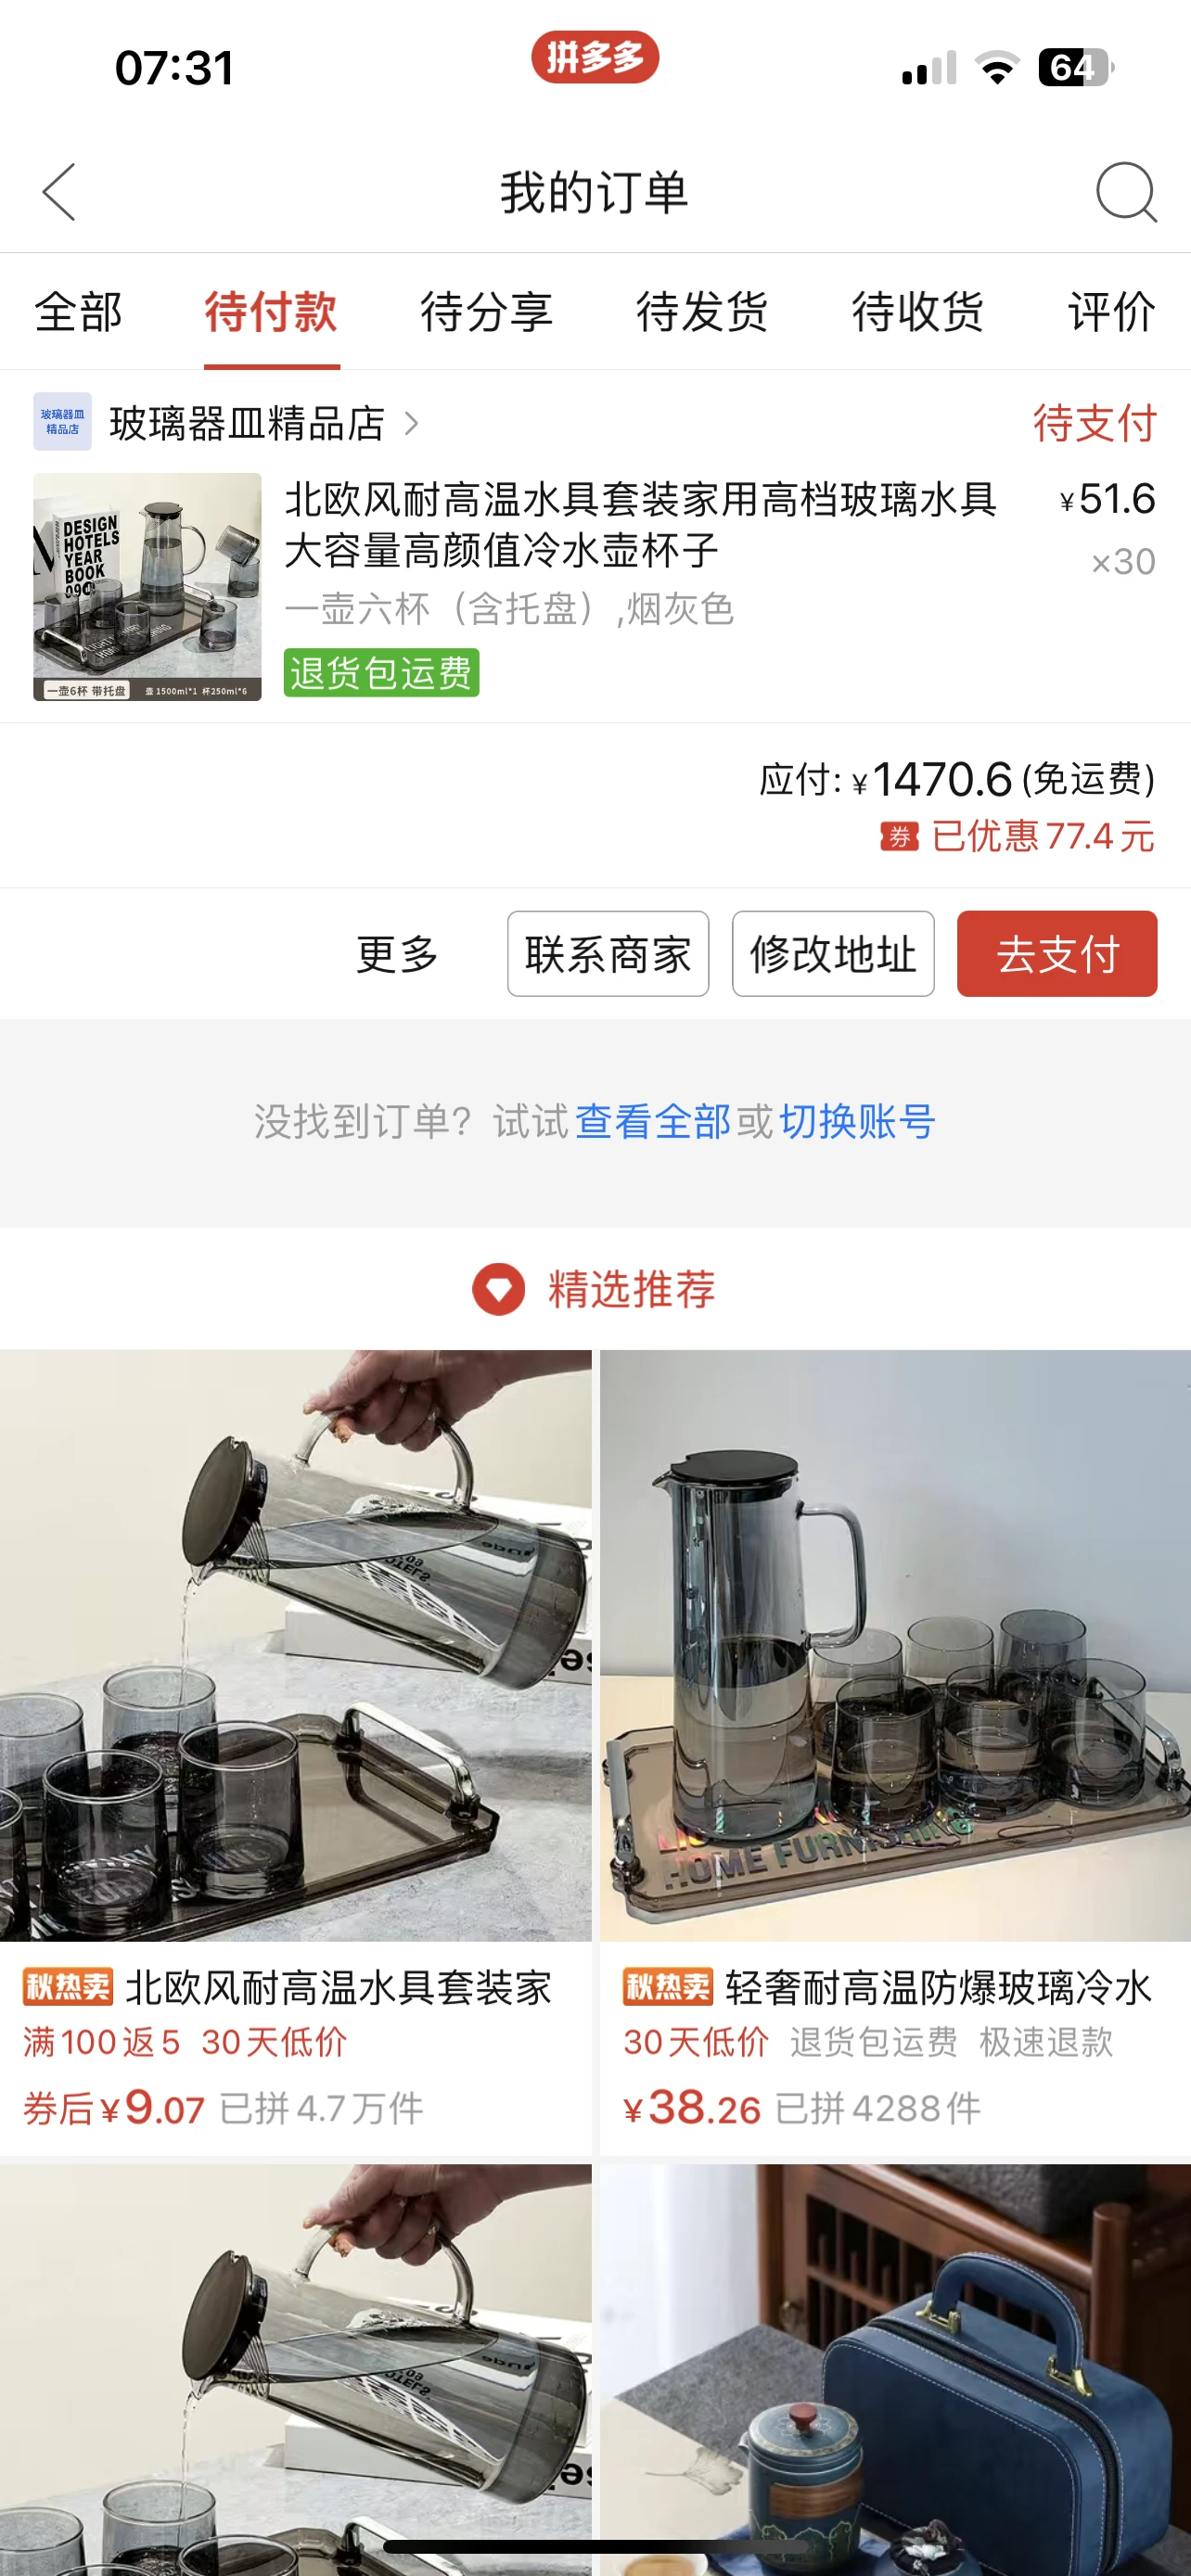 07:31
拼多多
64
我的订单
全部 待付款 待分享 待发货 待收货 评价
玻璃器皿
精品店
玻璃器皿精品店
待支付
DESIGN
HOTELS
YEAR
BOOK
一壶6杯 带托盘 壶 1500ml*1 杯250ml*6
北欧风耐高温水具套装家用高档玻璃水具
大容量高颜值冷水壶杯子
一壶六杯（含托盘）,烟灰色
退货包运费
¥51.6
×30
应付: ¥1470.6 (免运费)
券 已优惠77.4元
更多 联系商家 修改地址 去支付
没找到订单？试试查看全部或切换账号
精选推荐
HOME FURNISHING
秋热卖 北欧风耐高温水具套装家
满100返5 30天低价
券后¥9.07 已拼4.7万件
秋热卖 轻奢耐高温防爆玻璃冷水
30天低价 退货包运费 极速退款
¥38.26 已拼4288件